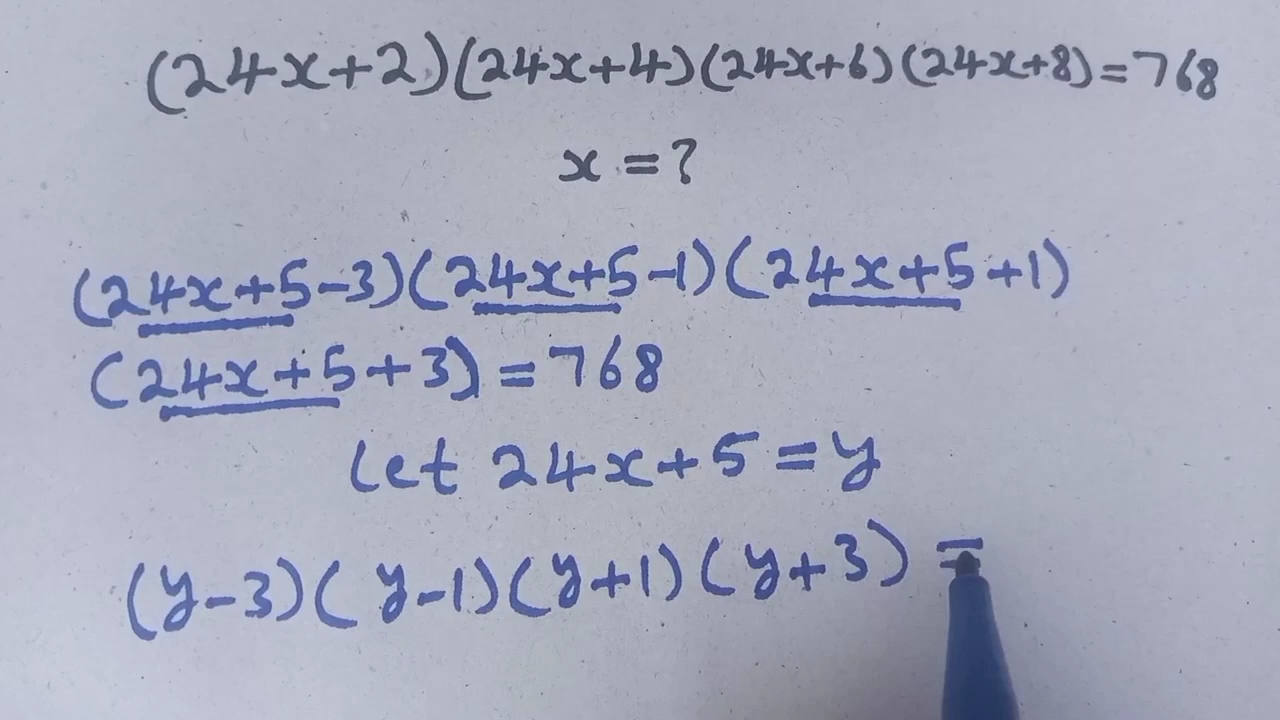 (24x+2)(24x+4)(24x+6)(24x+8)=768
x=?
(24x+5-3)(24x+5-1)(24x+5+1)
(24x+5+3)=768
let 24x+5=y
(y-3)(y-1)(y+1)(y+3)=